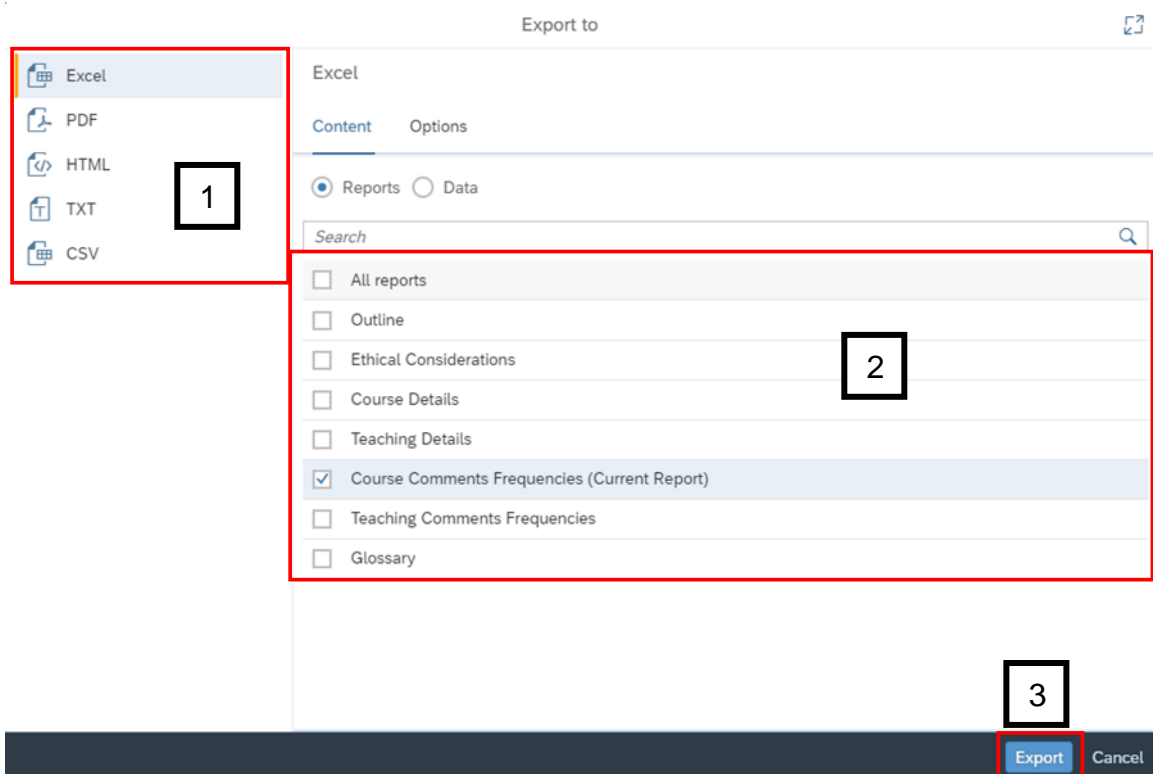 Export to
Excel
PDF
HTML
TXT
CSV
1
Excel
Content Options
Reports Data
Search
All reports
Outline
Ethical Considerations
Course Details
Teaching Details
Course Comments Frequencies (Current Report)
Teaching Comments Frequencies
Glossary
2
3
Export Cancel